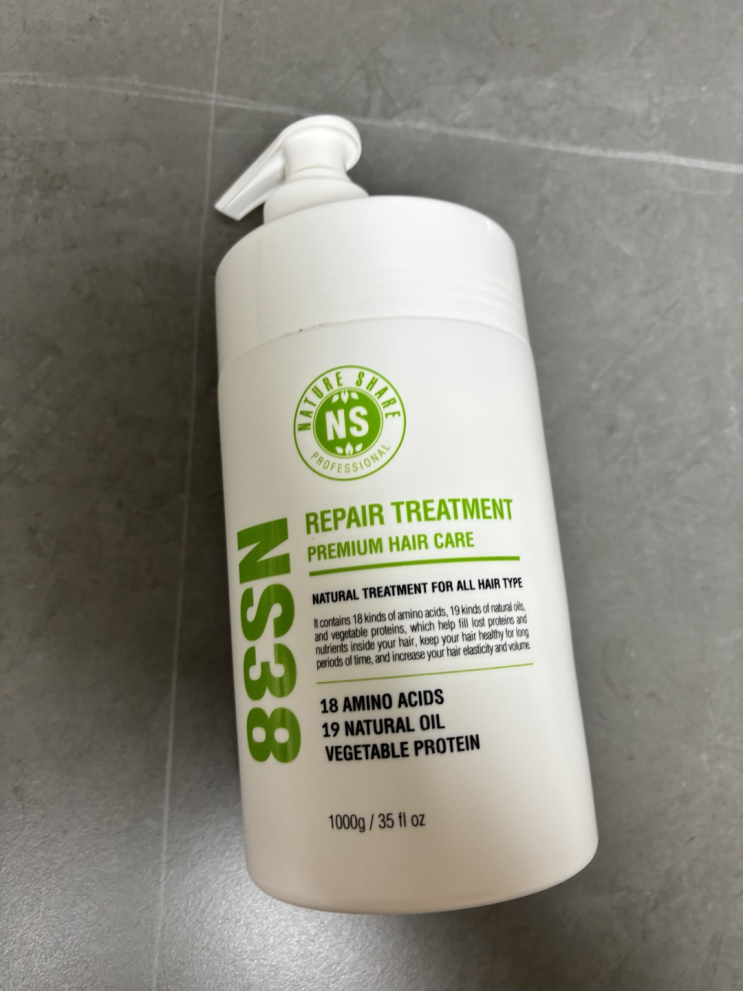 NATURE SHARE
NS
PROFESSIONAL
NS38
REPAIR TREATMENT
PREMIUM HAIR CARE
NATURAL TREATMENT FOR ALL HAIR TYPE
It contains 18 kinds of amino acids, 19 kinds of natural oils,
and vegetable proteins, which help fill lost proteins and
nutrients inside your hair, keep your hair healthy for long
periods of time, and increase your hair elasticity and volume.
18 AMINO ACIDS
19 NATURAL OIL
VEGETABLE PROTEIN
1000g / 35 fl oz